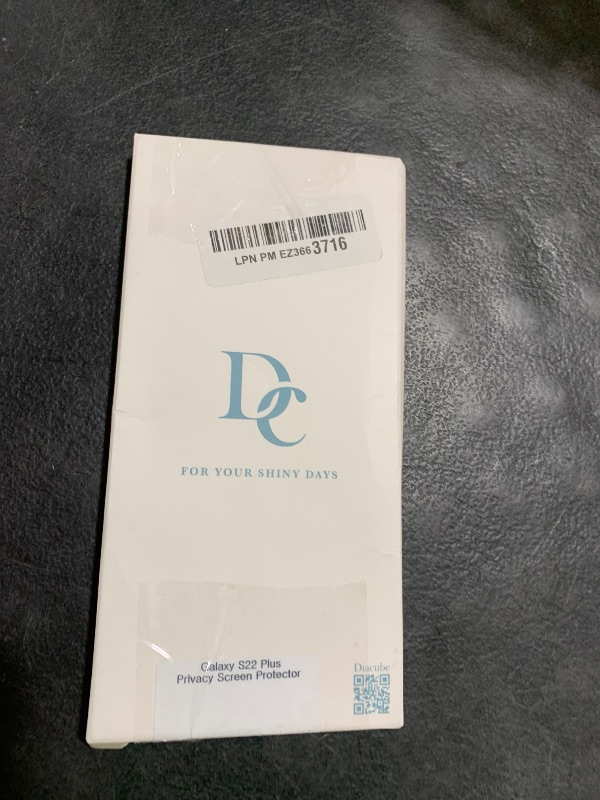 LPN PM EZ3663716
DC
FOR YOUR SHINY DAYS
Galaxy S22 Plus
Privacy Screen Protector
Diacube